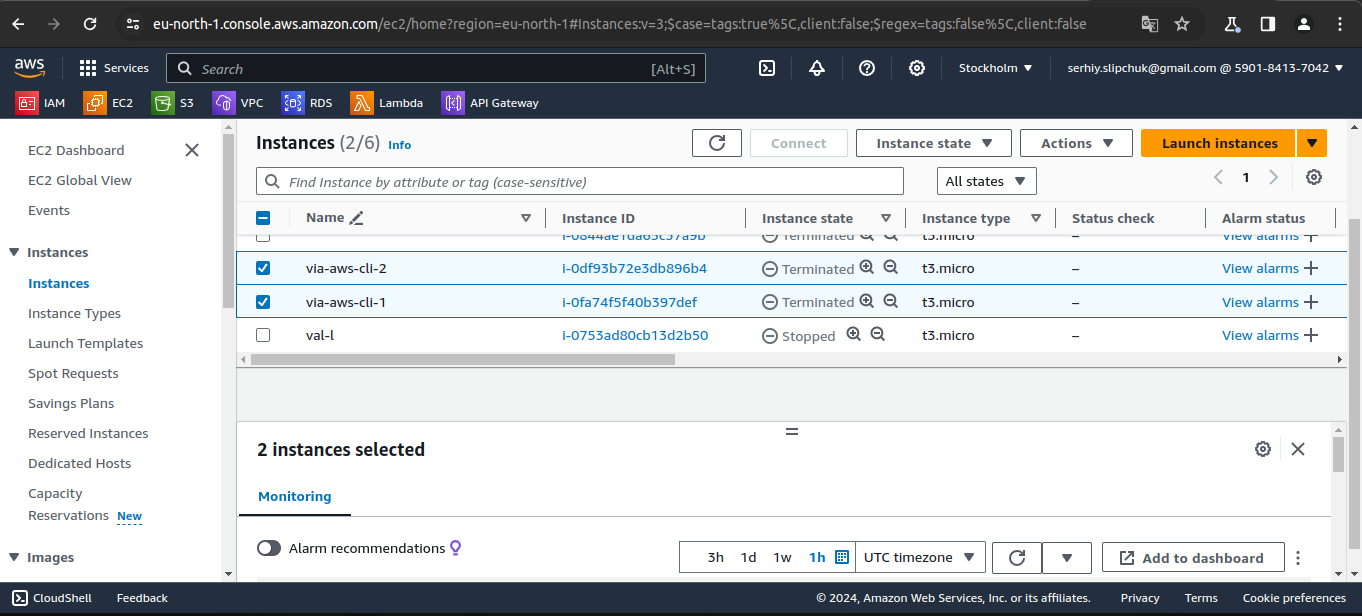 eu-north-1.console.aws.amazon.com/ec2/home?region=eu-north-1#Instances:v=3;$case=tags:true%5C,client:false;$regex=tags:false%5C,client:false
aws Services Search [Alt+S] Stockholm serhiy.slipchuk@gmail.com @ 5901-8413-7042
IAM EC2 S3 VPC RDS Lambda API Gateway
EC2 Dashboard
EC2 Global View
Events
Instances
Instances
Instance Types
Launch Templates
Spot Requests
Savings Plans
Reserved Instances
Dedicated Hosts
Capacity
Reservations New
Images
Instances (2/6) Info Connect Instance state Actions Launch instances
Find Instance by attribute or tag (case-sensitive) All states 1
Name Instance ID Instance state Instance type Status check Alarm status
Terminated t3.micro – View alarms
via-aws-cli-2 i-0df93b72e3db896b4 Terminated t3.micro – View alarms
via-aws-cli-1 i-0fa74f5f40b397def Terminated t3.micro – View alarms
val-l i-0753ad80cb13d2b50 Stopped t3.micro – View alarms
2 instances selected
Monitoring
Alarm recommendations 3h 1d 1w 1h UTC timezone Add to dashboard
CloudShell Feedback © 2024, Amazon Web Services, Inc. or its affiliates. Privacy Terms Cookie preferences